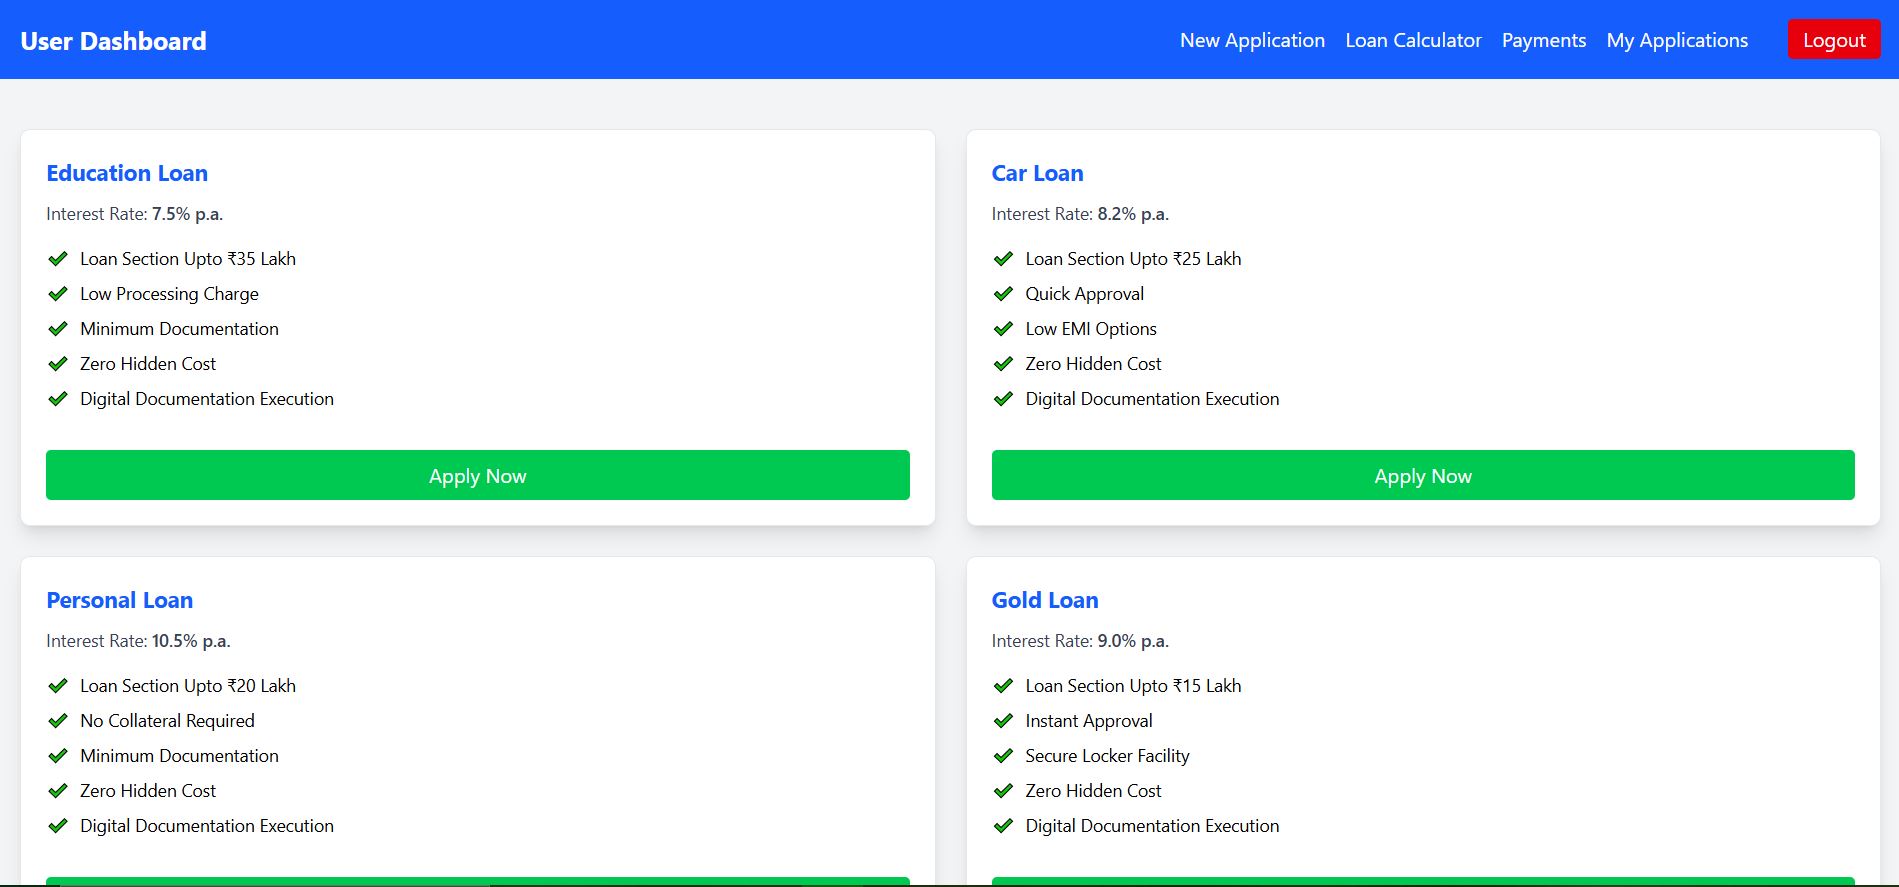 User Dashboard
New Application Loan Calculator Payments My Applications Logout
Education Loan
Interest Rate: 7.5% p.a.
Loan Section Upto ₹35 Lakh
Low Processing Charge
Minimum Documentation
Zero Hidden Cost
Digital Documentation Execution
Apply Now
Car Loan
Interest Rate: 8.2% p.a.
Loan Section Upto ₹25 Lakh
Quick Approval
Low EMI Options
Zero Hidden Cost
Digital Documentation Execution
Apply Now
Personal Loan
Interest Rate: 10.5% p.a.
Loan Section Upto ₹20 Lakh
No Collateral Required
Minimum Documentation
Zero Hidden Cost
Digital Documentation Execution
Gold Loan
Interest Rate: 9.0% p.a.
Loan Section Upto ₹15 Lakh
Instant Approval
Secure Locker Facility
Zero Hidden Cost
Digital Documentation Execution